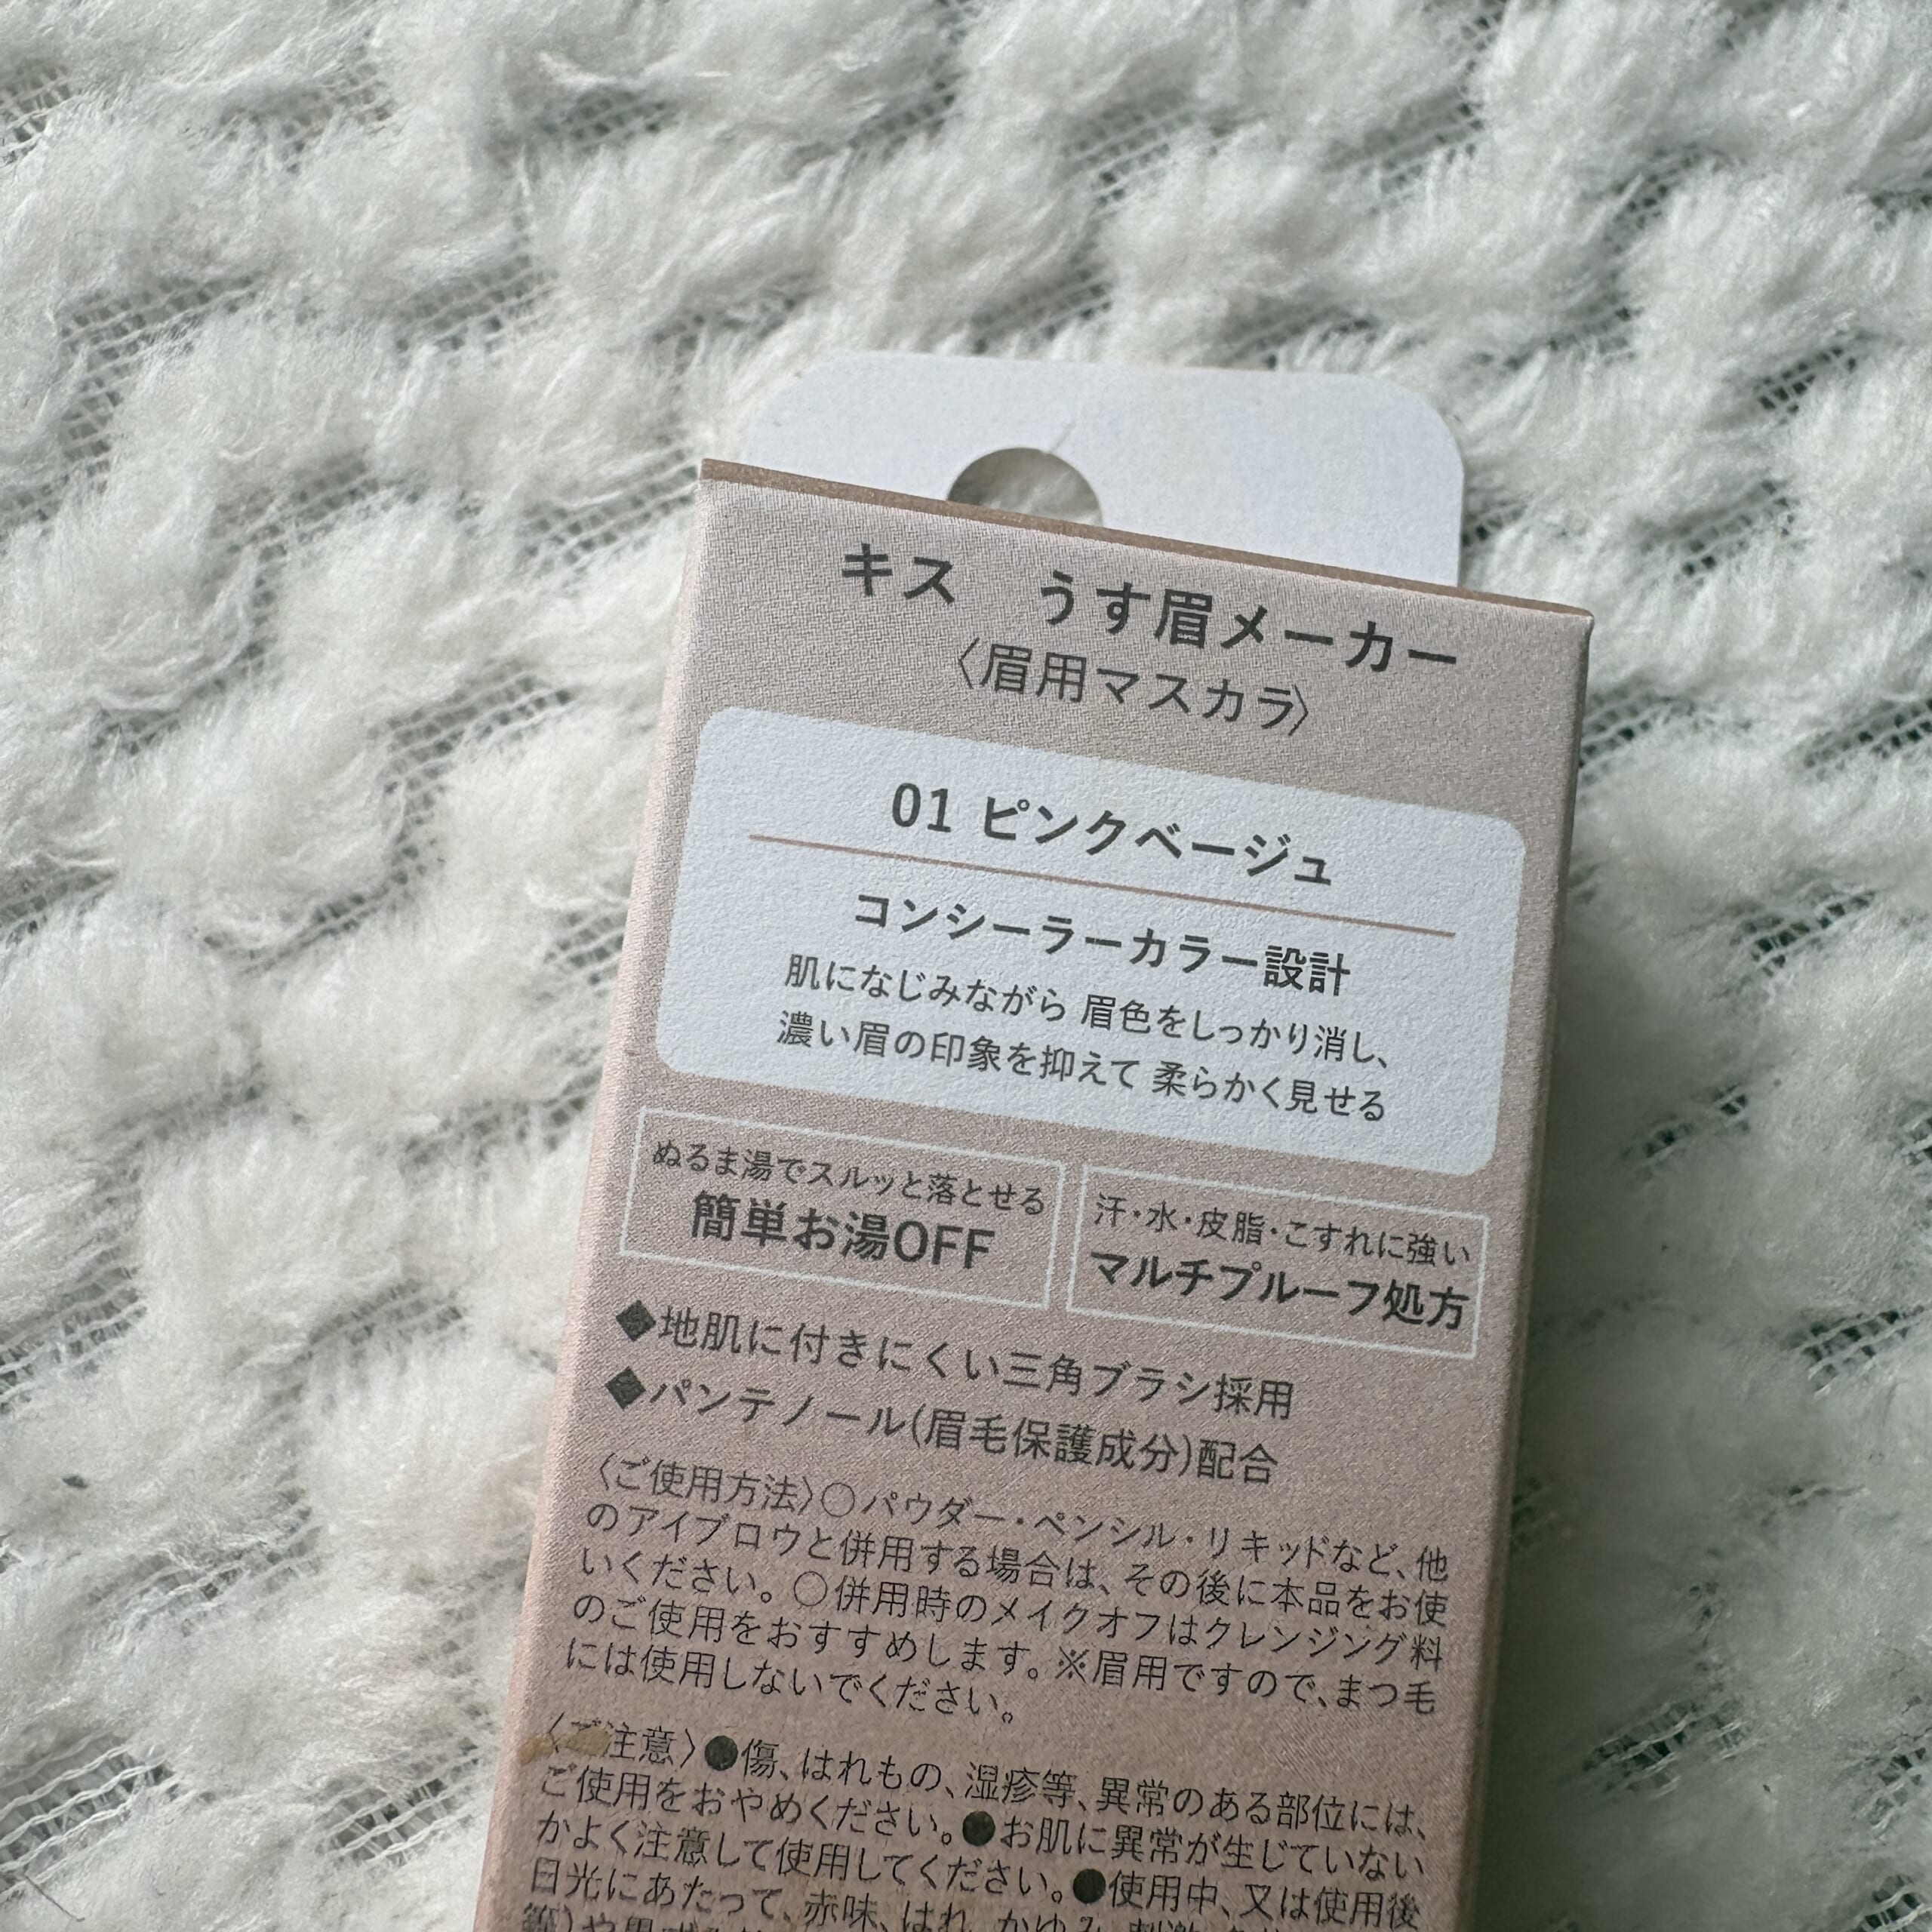 キス うす眉メーカー
〈眉用マスカラ〉
01 ピンクベージュ
コンシーラーカラー設計
肌になじみながら 眉色をしっかり消し、
濃い眉の印象を抑えて 柔らかく見せる
ぬるま湯でスルッと落とせる
簡単お湯OFF
汗・水・皮脂・こすれに強い
マルチプルーフ処方
◆地肌に付きにくい三角ブラシ採用
◆パンテノール(眉毛保護成分)配合
〈ご使用方法〉○パウダー・ペンシル・リキッドなど、他
のアイブロウと併用する場合は、その後に本品をお使
いください。○併用時のメイクオフはクレンジング料
のご使用をおすすめします。※眉用ですので、まつ毛
には使用しないでください。
〈ご注意〉●傷、はれもの、湿疹等、異常のある部位には、
ご使用をおやめください。●お肌に異常が生じていない
かよく注意して使用してください。●使用中、又は使用後
日光にあたって、赤味、はれ、かゆみ、刺激、